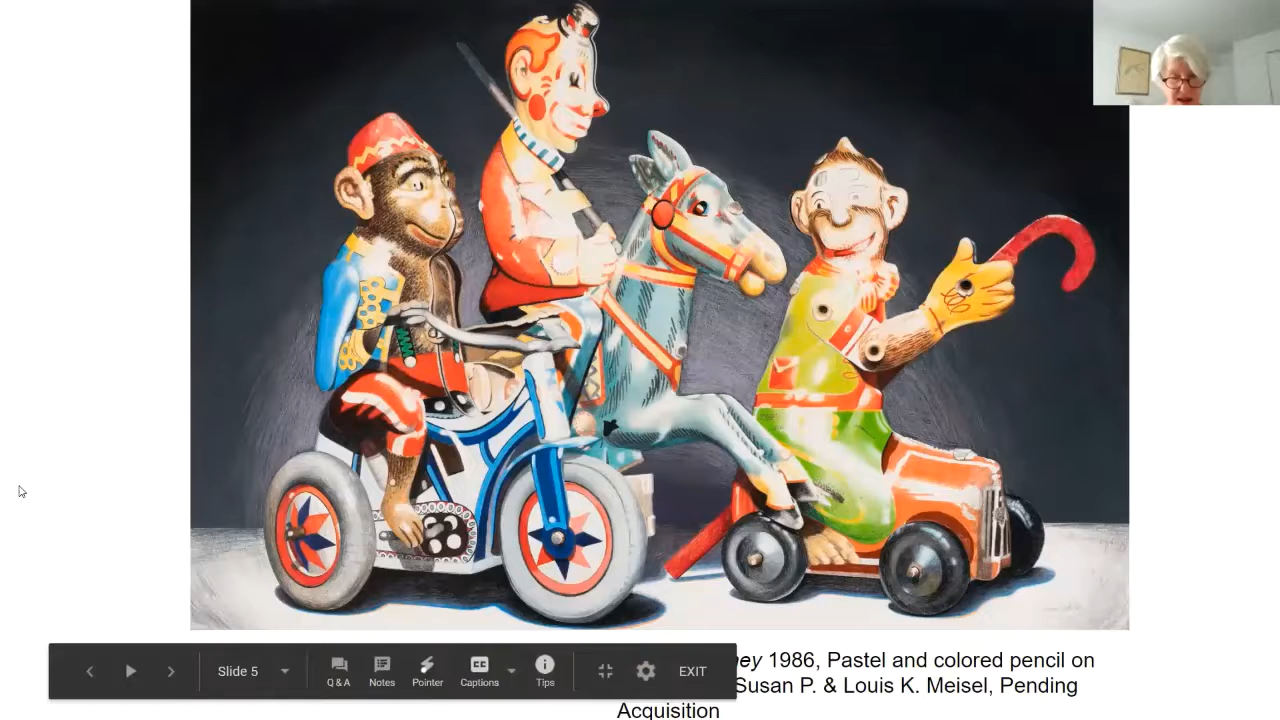 ey 1986, Pastel and colored pencil on
Susan P. & Louis K. Meisel, Pending
Acquisition
Slide 5
Q & A
Notes
Pointer
Captions
Tips
EXIT